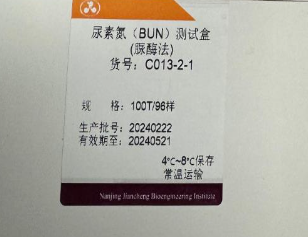 尿素氮（BUN）测试盒
(脲酶法)
货号：C013-2-1
规 格：100T/96样
生产批号：20240222
有效期至：20240521
4℃~8℃保存
常温运输
Nanjing Jiancheng Bioengineering Institute